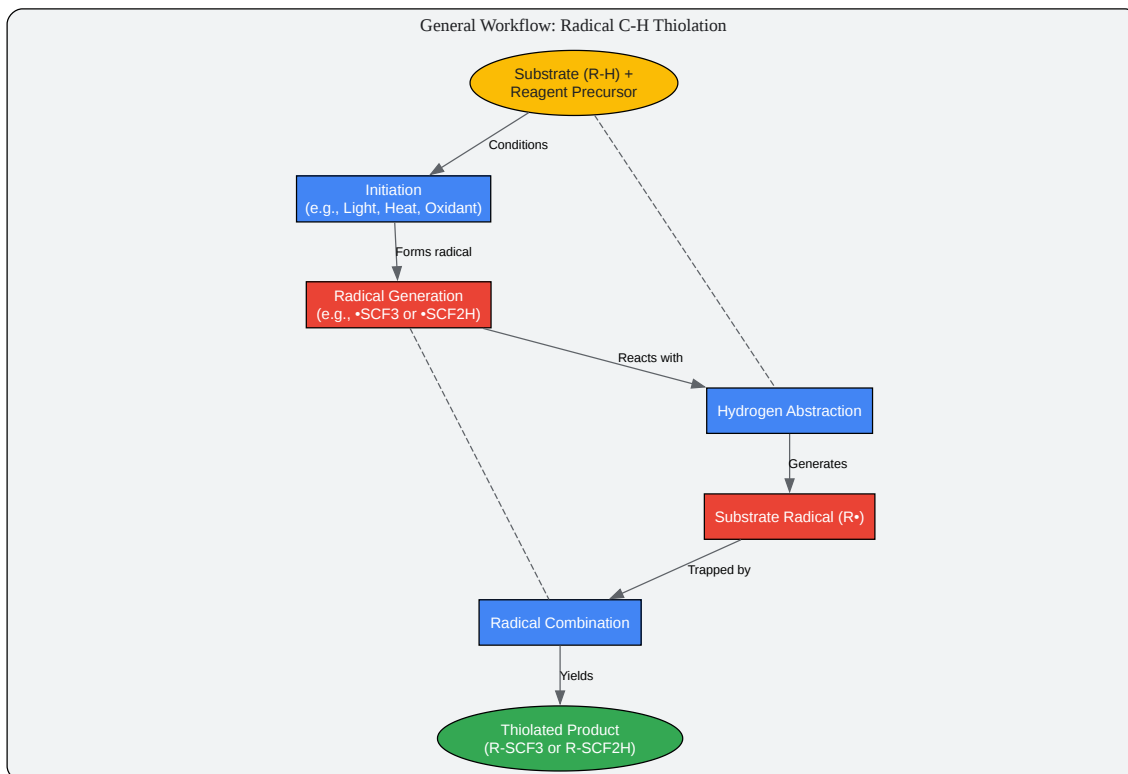 General Workflow: Radical C-H Thiolation
Substrate (R-H) +
Reagent Precursor
Conditions
Initiation
(e.g., Light, Heat, Oxidant)
Forms radical
Radical Generation
(e.g., •SCF3 or •SCF2H)
Reacts with
Hydrogen Abstraction
Generates
Substrate Radical (R•)
Trapped by
Radical Combination
Yields
Thiolated Product
(R-SCF3 or R-SCF2H)